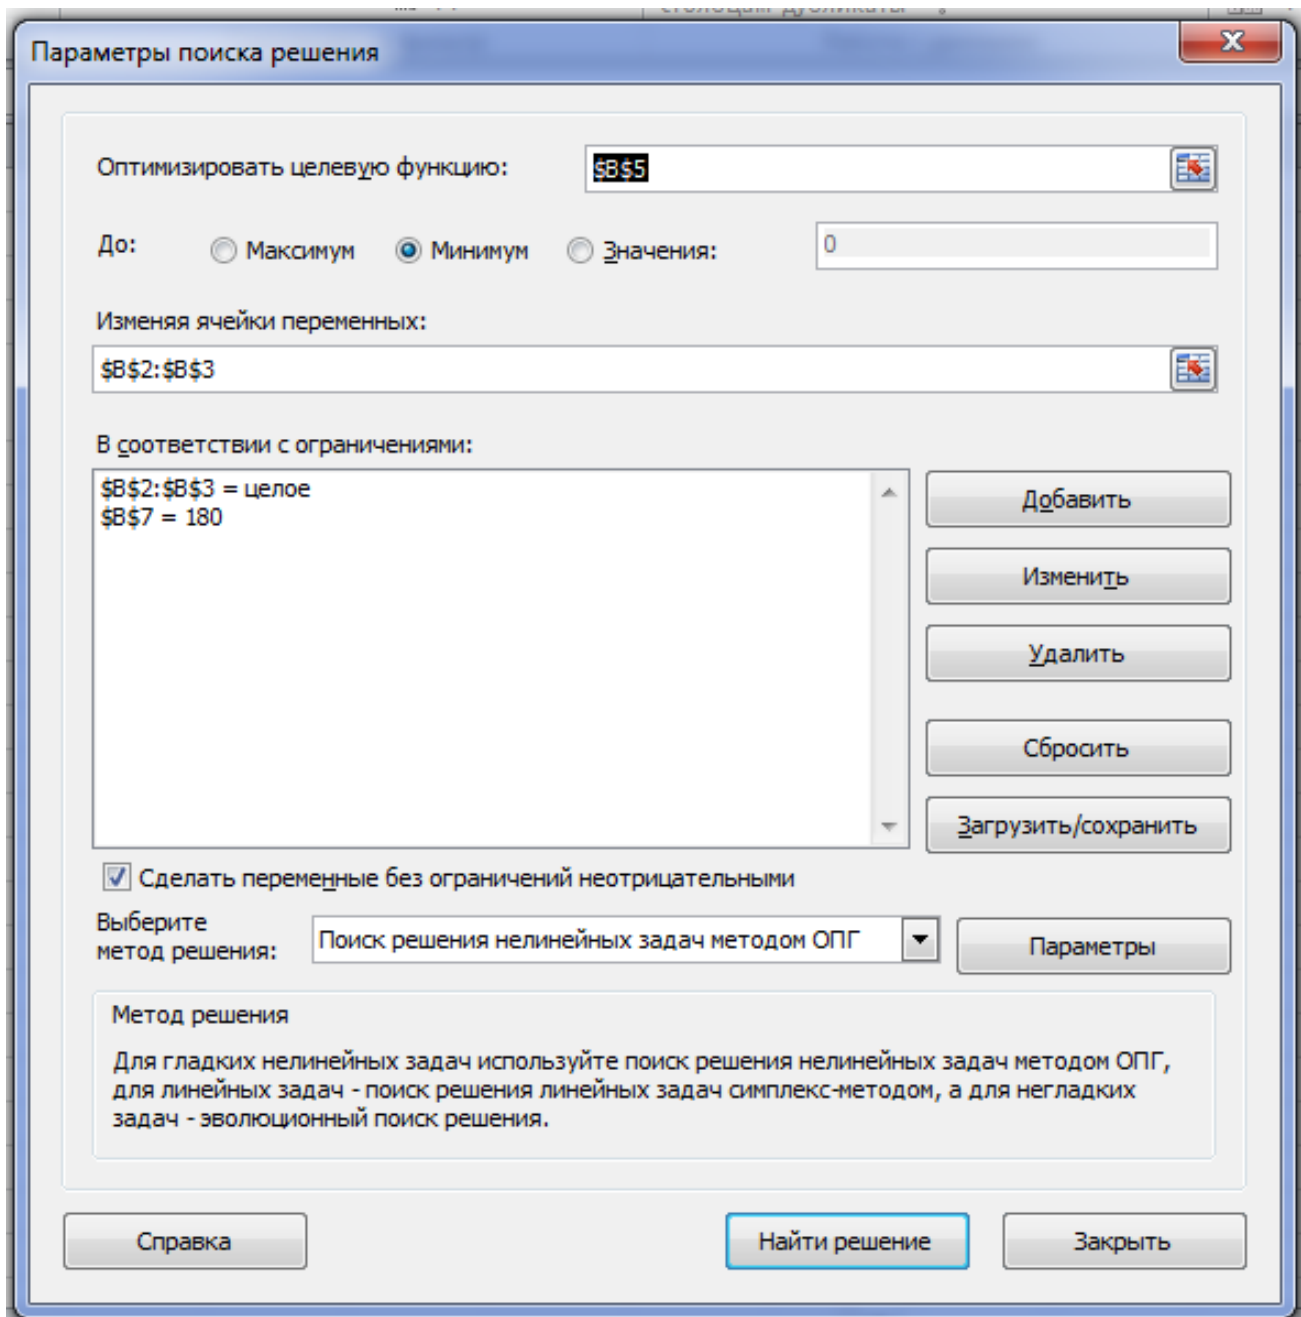 столбцам дубликаты
Параметры поиска решения
Оптимизировать целевую функцию: $B$5
До: Максимум Минимум Значения: 0
Изменяя ячейки переменных:
$B$2:$B$3
В соответствии с ограничениями:
$B$2:$B$3 = целое
$B$7 = 180
Добавить
Изменить
Удалить
Сбросить
Загрузить/сохранить
Сделать переменные без ограничений неотрицательными
Выберите
метод решения:
Поиск решения нелинейных задач методом ОПГ
Параметры
Метод решения
Для гладких нелинейных задач используйте поиск решения нелинейных задач методом ОПГ,
для линейных задач - поиск решения линейных задач симплекс-методом, а для негладких
задач - эволюционный поиск решения.
Справка
Найти решение
Закрыть